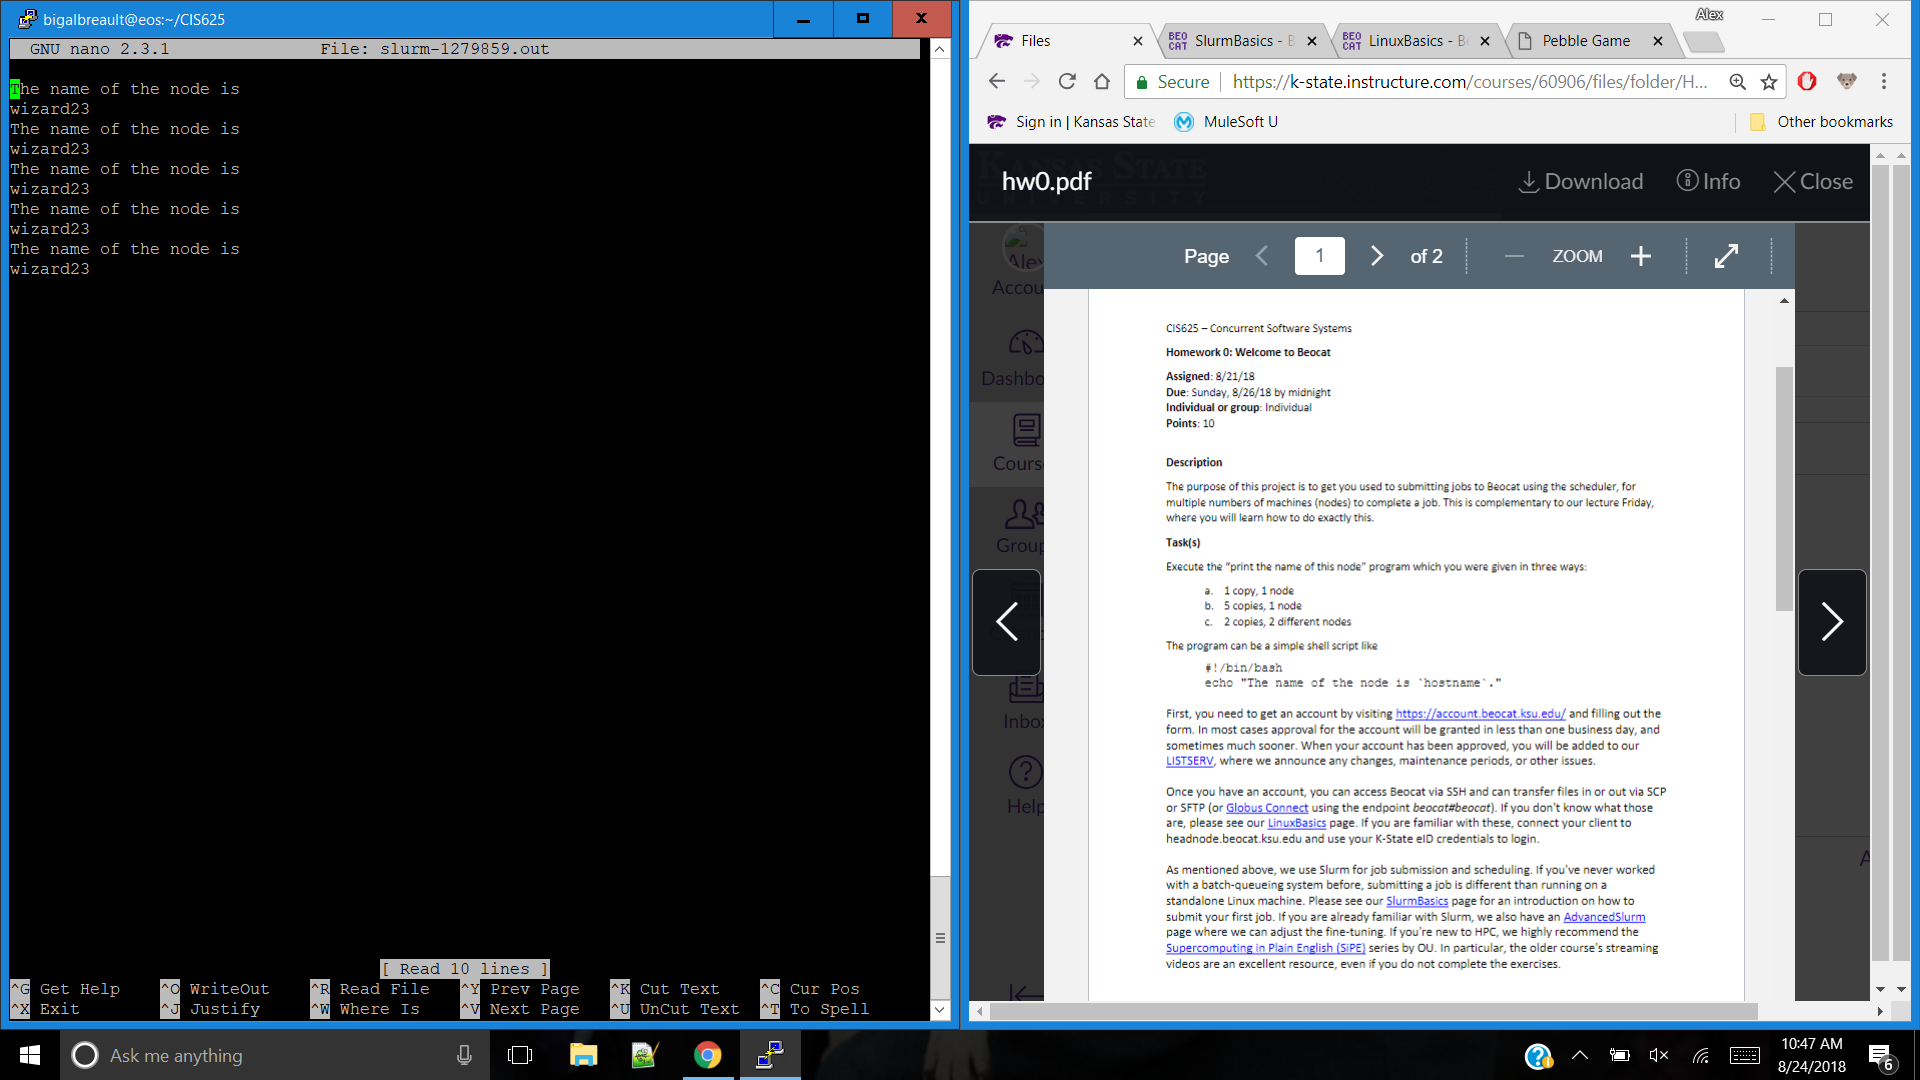 bigalbreault@eos:~/CIS625
GNU nano 2.3.1 File: slurm-1279859.out
The name of the node is
wizard23
The name of the node is
wizard23
The name of the node is
wizard23
The name of the node is
wizard23
The name of the node is
wizard23
[ Read 10 lines ]
^G Get Help ^O WriteOut ^R Read File ^Y Prev Page ^K Cut Text ^C Cur Pos
^X Exit ^J Justify ^W Where Is ^V Next Page ^U UnCut Text ^T To Spell
Alex
Files
BEO CAT SlurmBasics - B
BEO CAT LinuxBasics - B
Pebble Game
Secure https://k-state.instructure.com/courses/60906/files/folder/H...
Sign in | Kansas State
MuleSoft U
Other bookmarks
KANSAS STATE
UNIVERSITY
hw0.pdf
Download
Info
Close
Page 1 of 2 ZOOM
Alex
Accou
Dashbo
Cours
Group
Inbox
Help
CIS625 – Concurrent Software Systems
Homework 0: Welcome to Beocat
Assigned: 8/21/18
Due: Sunday, 8/26/18 by midnight
Individual or group: Individual
Points: 10
Description
The purpose of this project is to get you used to submitting jobs to Beocat using the scheduler, for
multiple numbers of machines (nodes) to complete a job. This is complementary to our lecture Friday,
where you will learn how to do exactly this.
Task(s)
Execute the “print the name of this node” program which you were given in three ways:
a. 1 copy, 1 node
b. 5 copies, 1 node
c. 2 copies, 2 different nodes
The program can be a simple shell script like
#!/bin/bash
echo "The name of the node is `hostname`."
First, you need to get an account by visiting https://account.beocat.ksu.edu/ and filling out the
form. In most cases approval for the account will be granted in less than one business day, and
sometimes much sooner. When your account has been approved, you will be added to our
LISTSERV, where we announce any changes, maintenance periods, or other issues.
Once you have an account, you can access Beocat via SSH and can transfer files in or out via SCP
or SFTP (or Globus Connect using the endpoint beocat#beocat). If you don't know what those
are, please see our LinuxBasics page. If you are familiar with these, connect your client to
headnode.beocat.ksu.edu and use your K-State eID credentials to login.
As mentioned above, we use Slurm for job submission and scheduling. If you've never worked
with a batch-queueing system before, submitting a job is different than running on a
standalone Linux machine. Please see our SlurmBasics page for an introduction on how to
submit your first job. If you are already familiar with Slurm, we also have an AdvancedSlurm
page where we can adjust the fine-tuning. If you're new to HPC, we highly recommend the
Supercomputing in Plain English (SiPE) series by OU. In particular, the older course's streaming
videos are an excellent resource, even if you do not complete the exercises.
Ask me anything
10:47 AM
8/24/2018
6